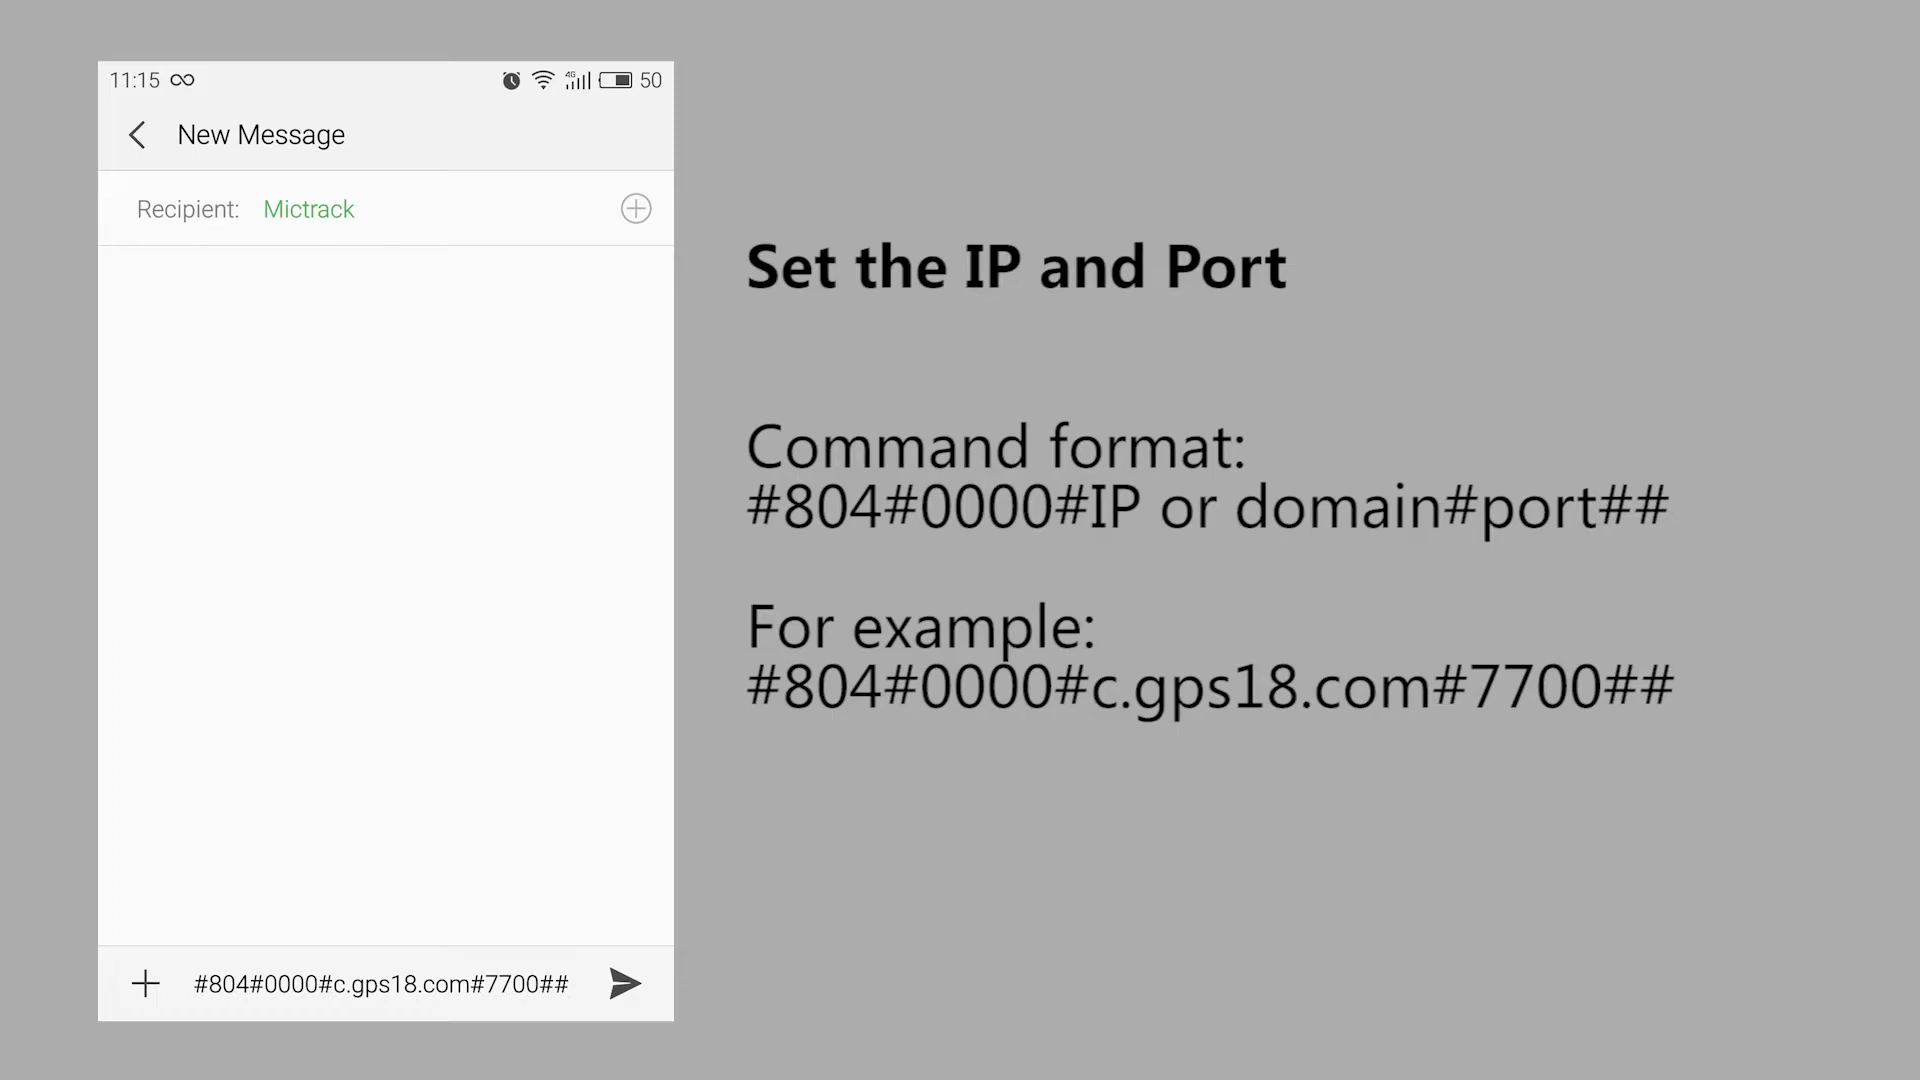 11:15
4G
50
New Message
Recipient: Mictrack
#804#0000#c.gps18.com#7700##
Set the IP and Port
Command format:
#804#0000#IP or domain#port##
For example:
#804#0000#c.gps18.com#7700##